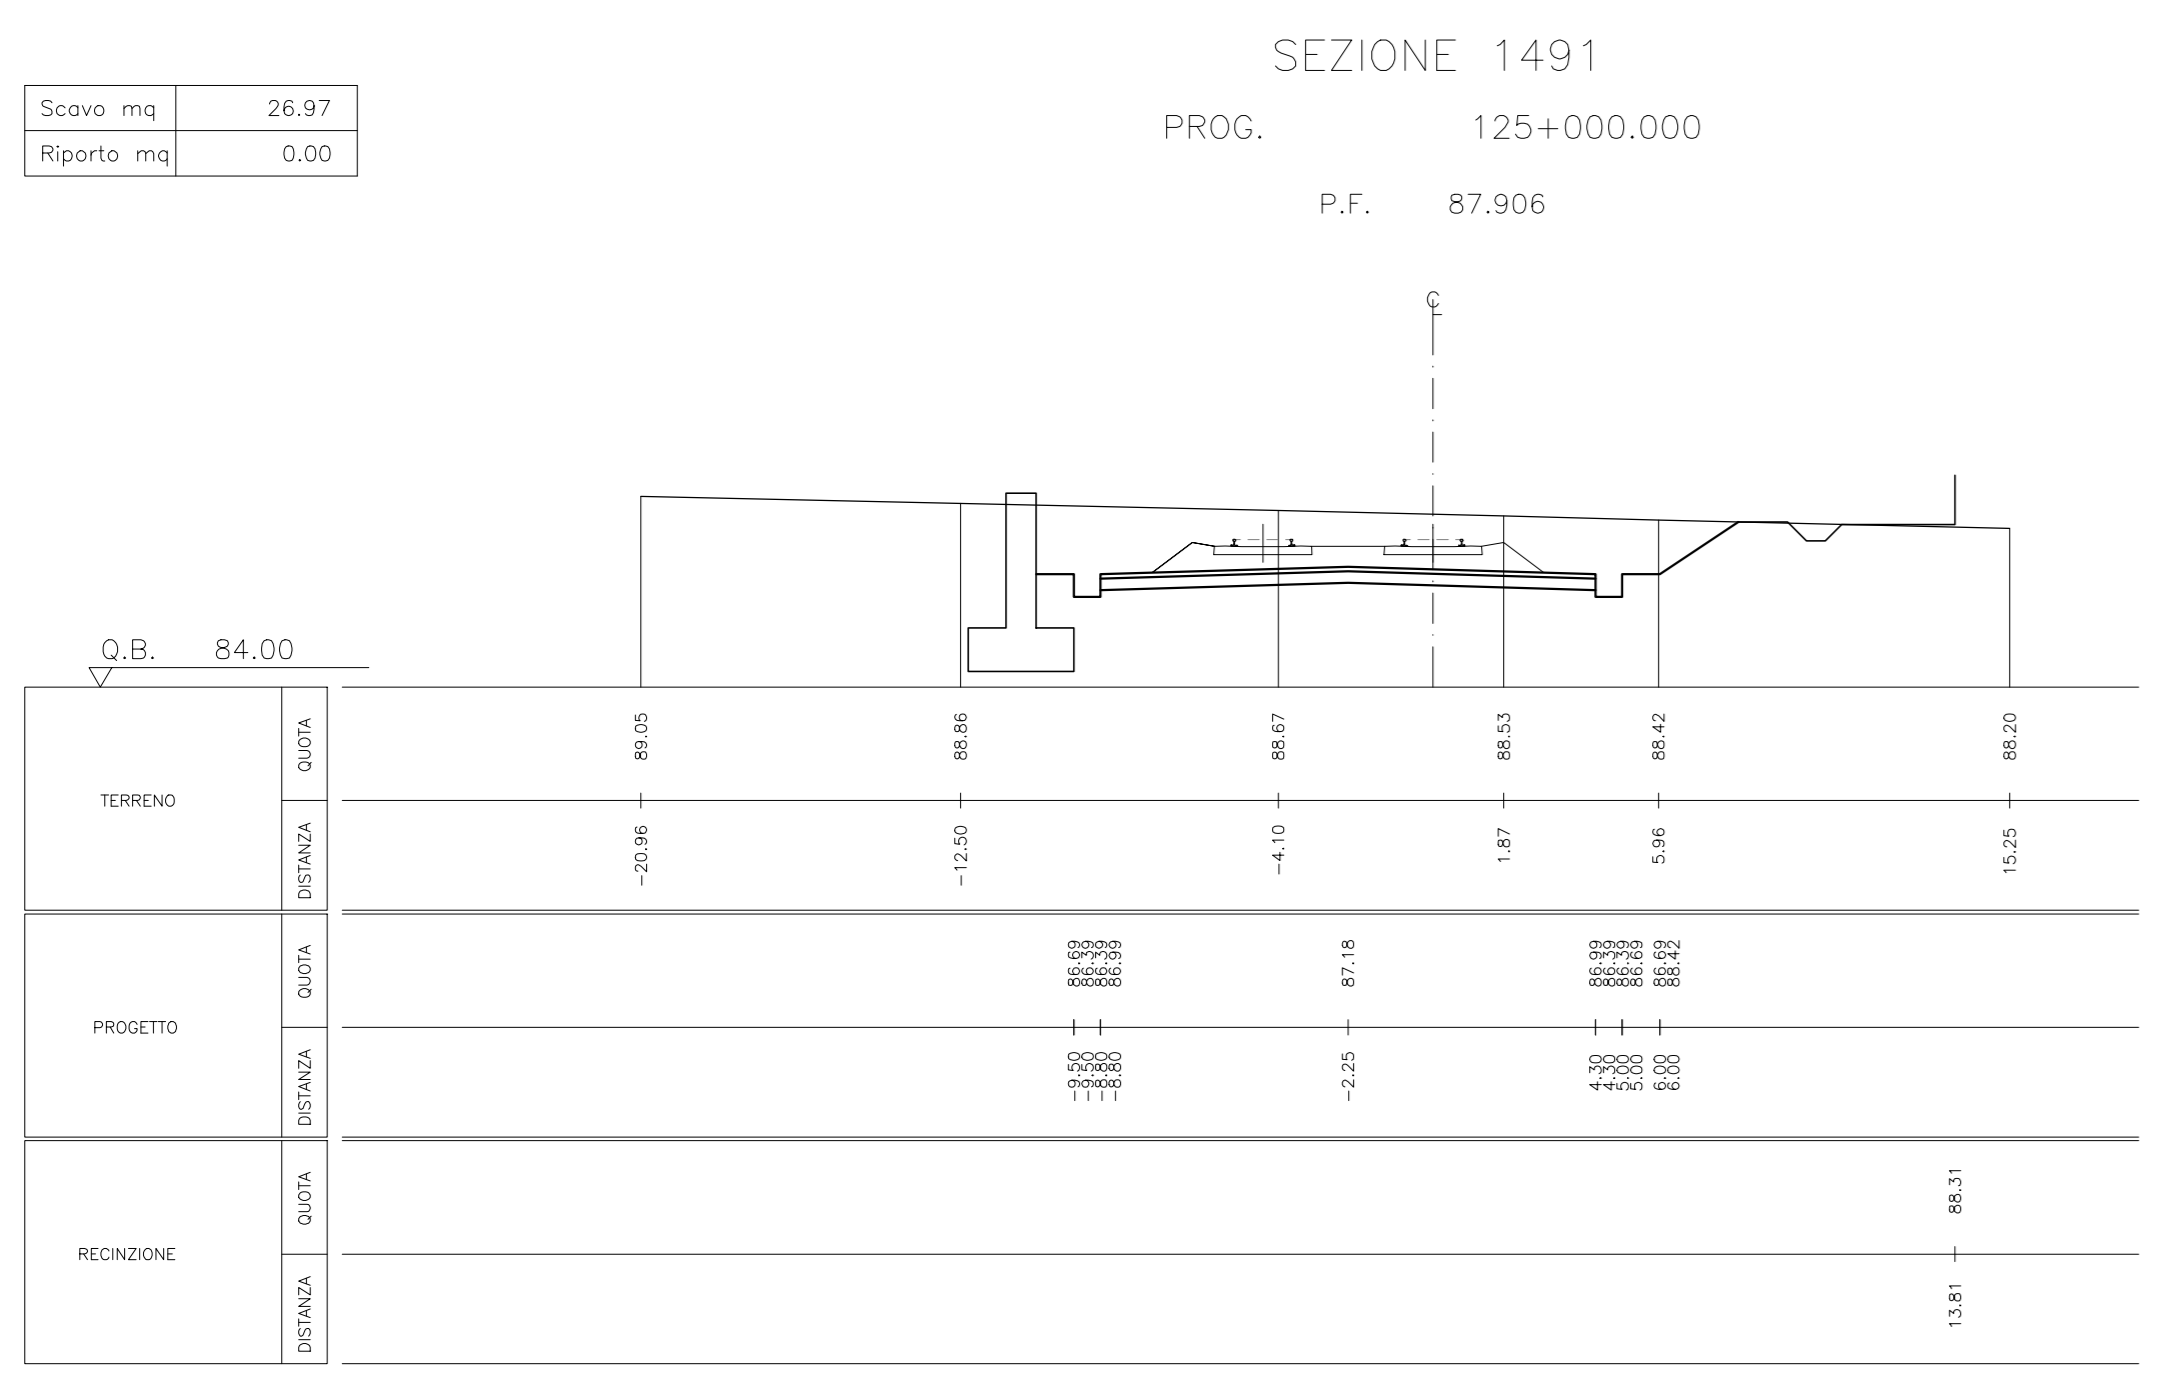 SEZIONE 1491
Scavo mq 26.97
PROG. 125+000.000
Riporto mq 0.00
P.F. 87.906
℄
Q.B. 84.00
TERRENO
QUOTA 89.05 88.86 88.67 88.53 88.42 88.20
DISTANZA -20.96 -12.50 -4.10 1.87 5.96 15.25
PROGETTO
QUOTA 86.69 86.39 86.39 86.99 87.18 86.99 86.39 86.39 86.69 86.69 88.42
DISTANZA -9.50 -9.50 -8.80 -8.80 -2.25 4.30 4.30 5.00 5.00 6.00 6.00
RECINZIONE
QUOTA 88.31
DISTANZA 13.81